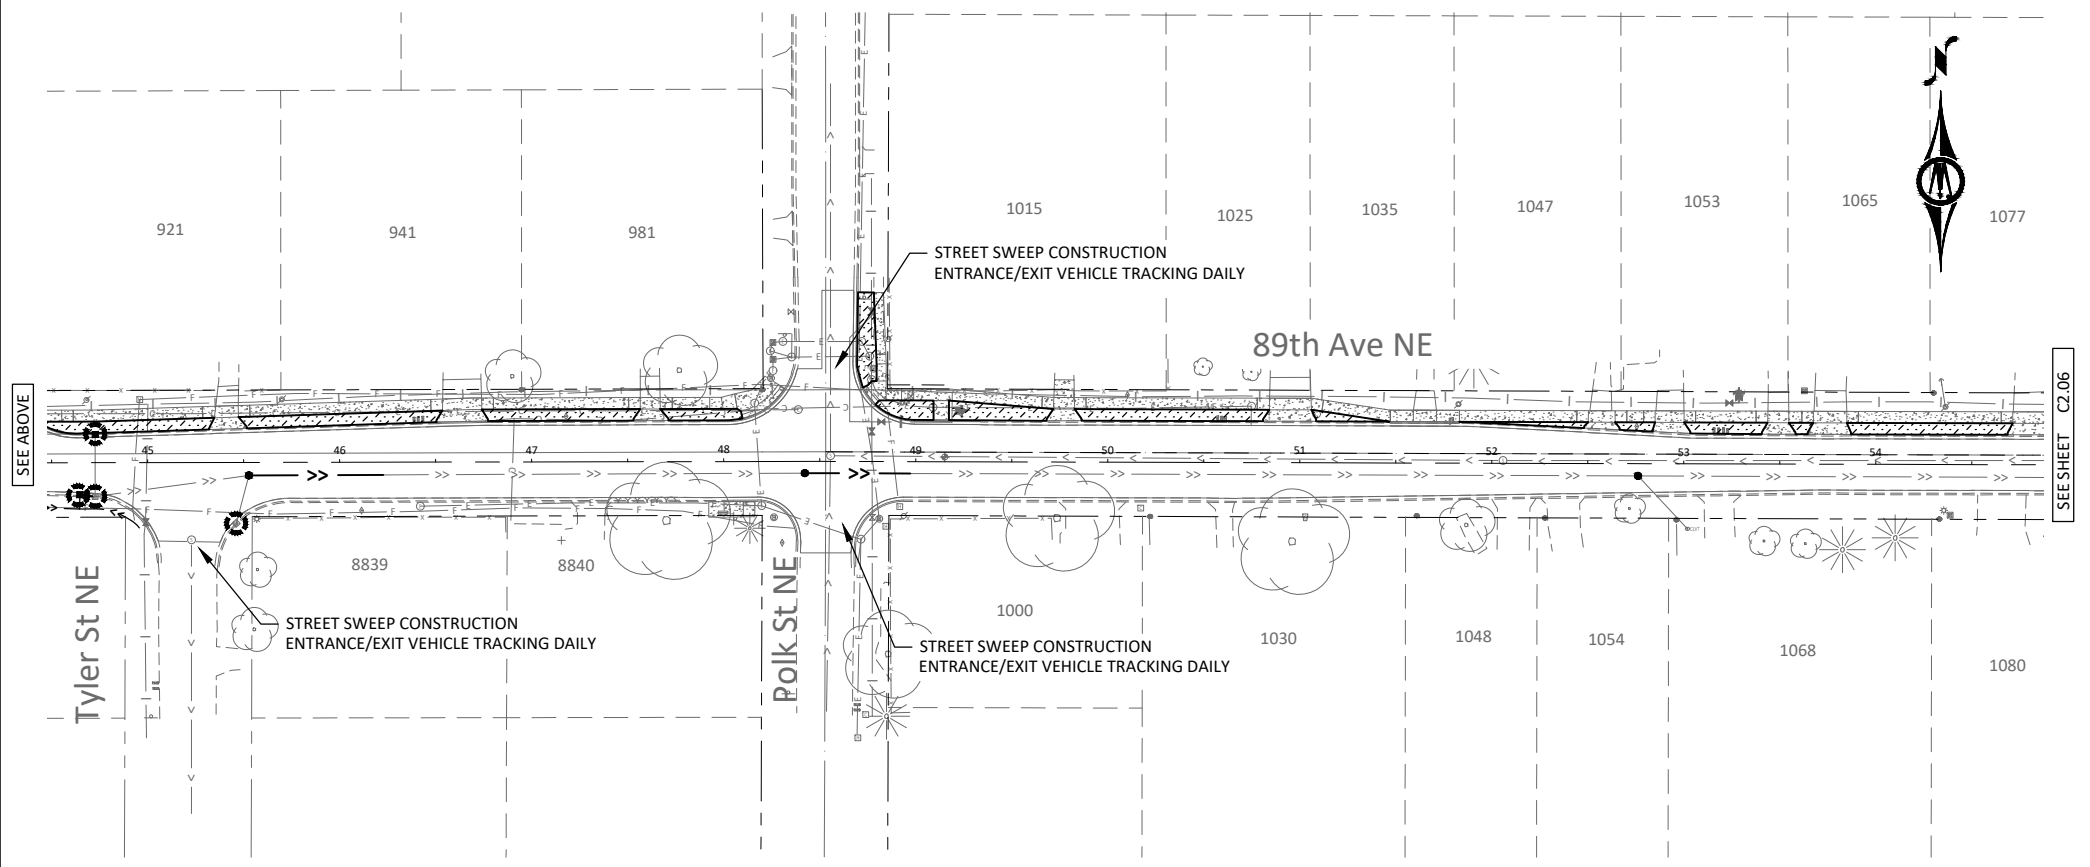 921
941
981
1015
1025
1035
1047
1053
1065
1077
STREET SWEEP CONSTRUCTION
ENTRANCE/EXIT VEHICLE TRACKING DAILY
89th Ave NE
SEE ABOVE
SEE SHEET C2.06
45
46
47
48
49
50
51
52
53
54
8839
8840
1000
1030
1048
1054
1068
1080
Tyler St NE
Polk St NE
STREET SWEEP CONSTRUCTION
ENTRANCE/EXIT VEHICLE TRACKING DAILY
STREET SWEEP CONSTRUCTION
ENTRANCE/EXIT VEHICLE TRACKING DAILY